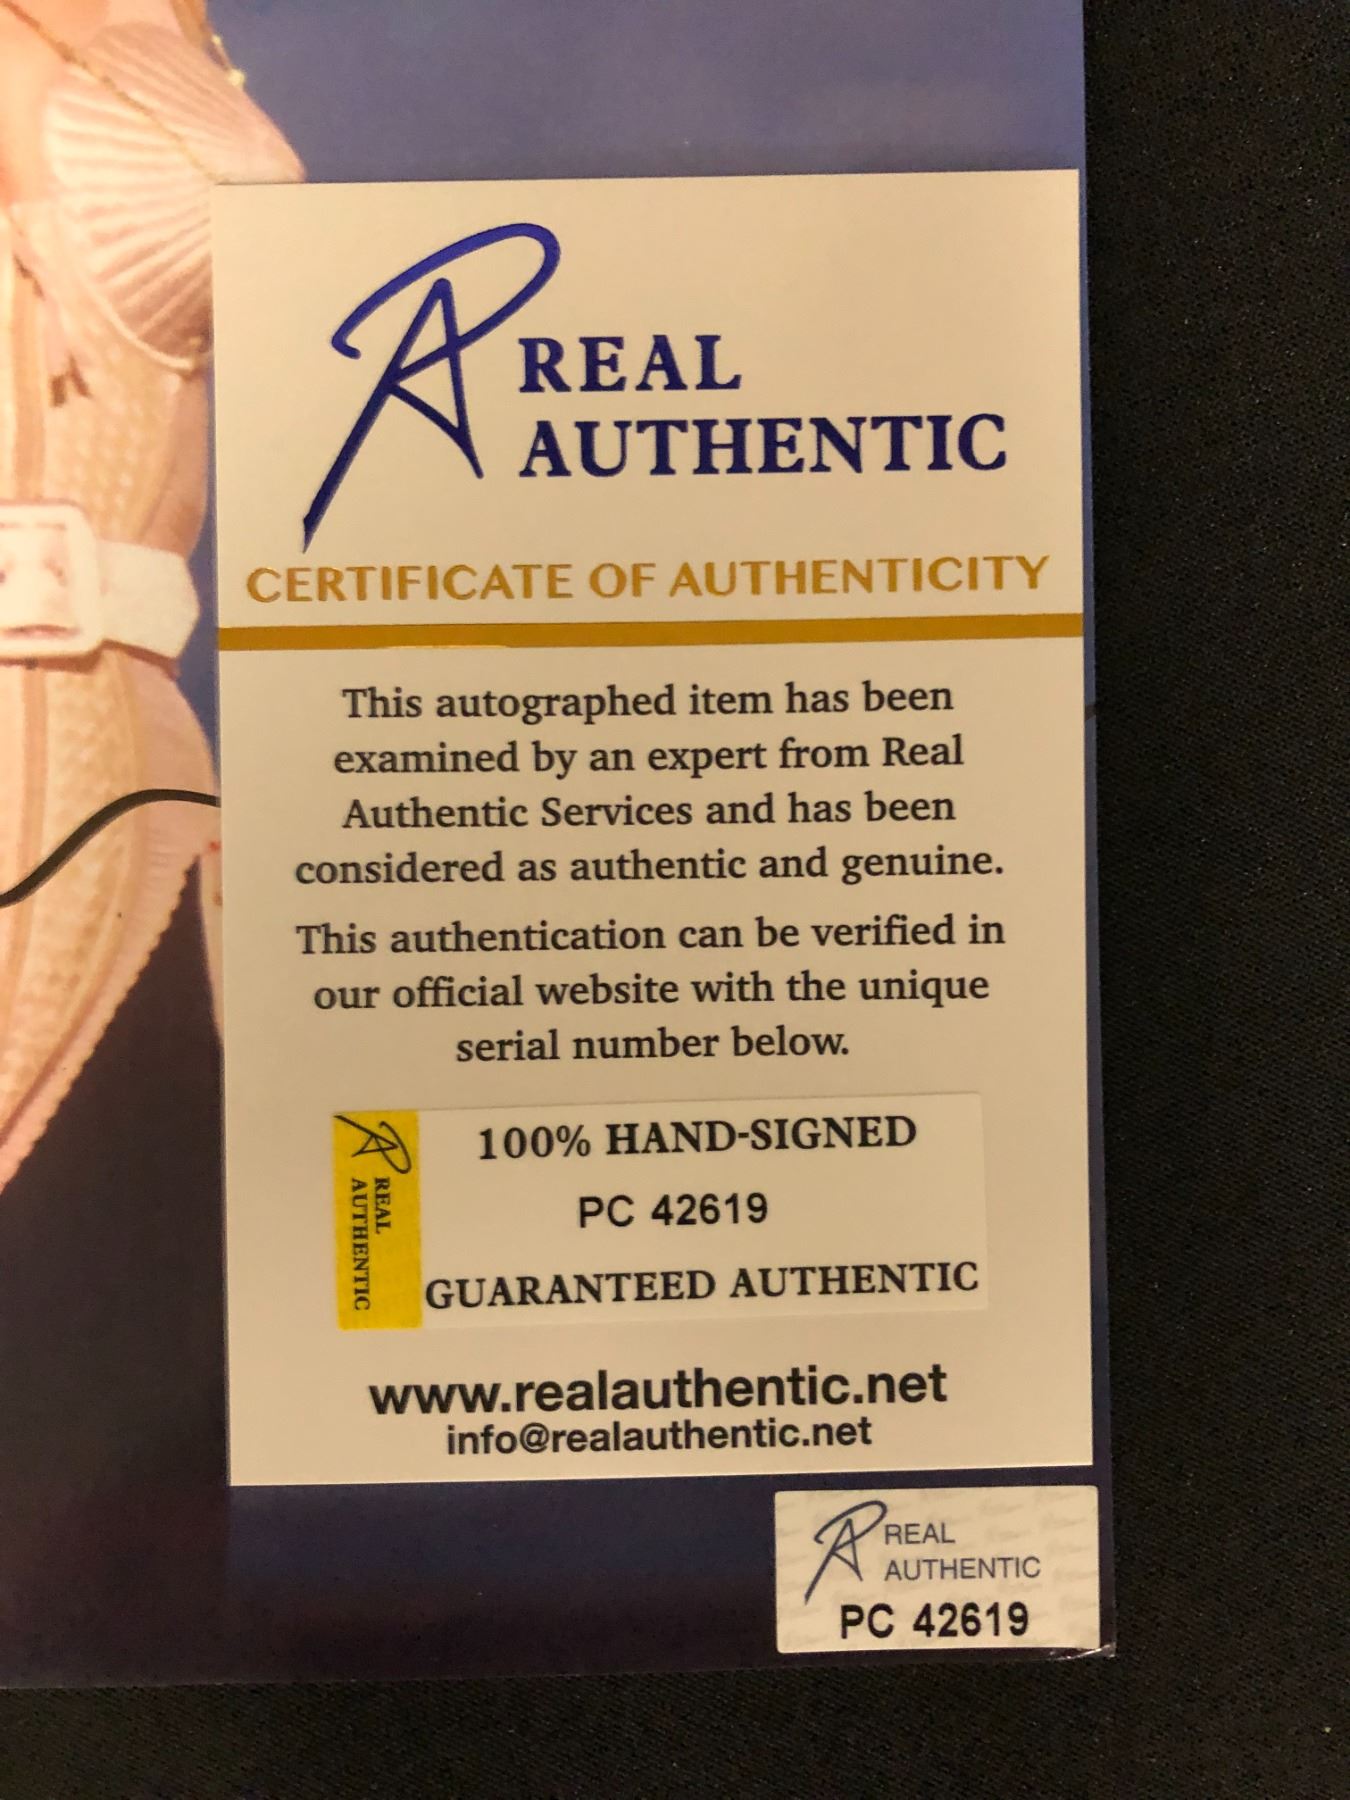 REAL
AUTHENTIC
CERTIFICATE OF AUTHENTICITY
This autographed item has been
examined by an expert from Real
Authentic Services and has been
considered as authentic and genuine.
This authentication can be verified in
our official website with the unique
serial number below.
REAL
AUTHENTIC
100% HAND-SIGNED
PC 42619
GUARANTEED AUTHENTIC
www.realauthentic.net
info@realauthentic.net
REAL
AUTHENTIC
PC 42619